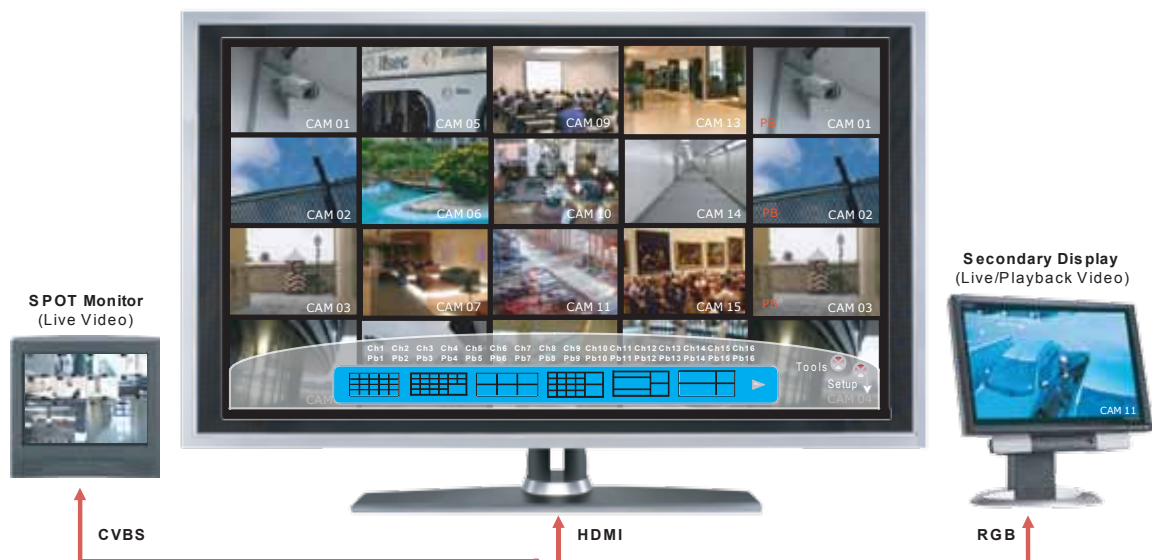 ilsec
CAM 01
CAM 05
CAM 09
CAM 13
PB
CAM 01
CAM 02
CAM 06
CAM 10
CAM 14
PB
CAM 02
CAM 03
CAM 07
CAM 11
CAM 15
PB
CAM 03
Ch1 Ch2 Ch3 Ch4 Ch5 Ch6 Ch7 Ch8 Ch9 Ch10 Ch11 Ch12 Ch13 Ch14 Ch15 Ch16
Pb1 Pb2 Pb3 Pb4 Pb5 Pb6 Pb7 Pb8 Pb9 Pb10 Pb11 Pb12 Pb13 Pb14 Pb15 Pb16
Tools
Setup
CAM 04
SPOT Monitor
(Live Video)
Secondary Display
(Live/Playback Video)
CAM 11
CVBS
HDMI
RGB